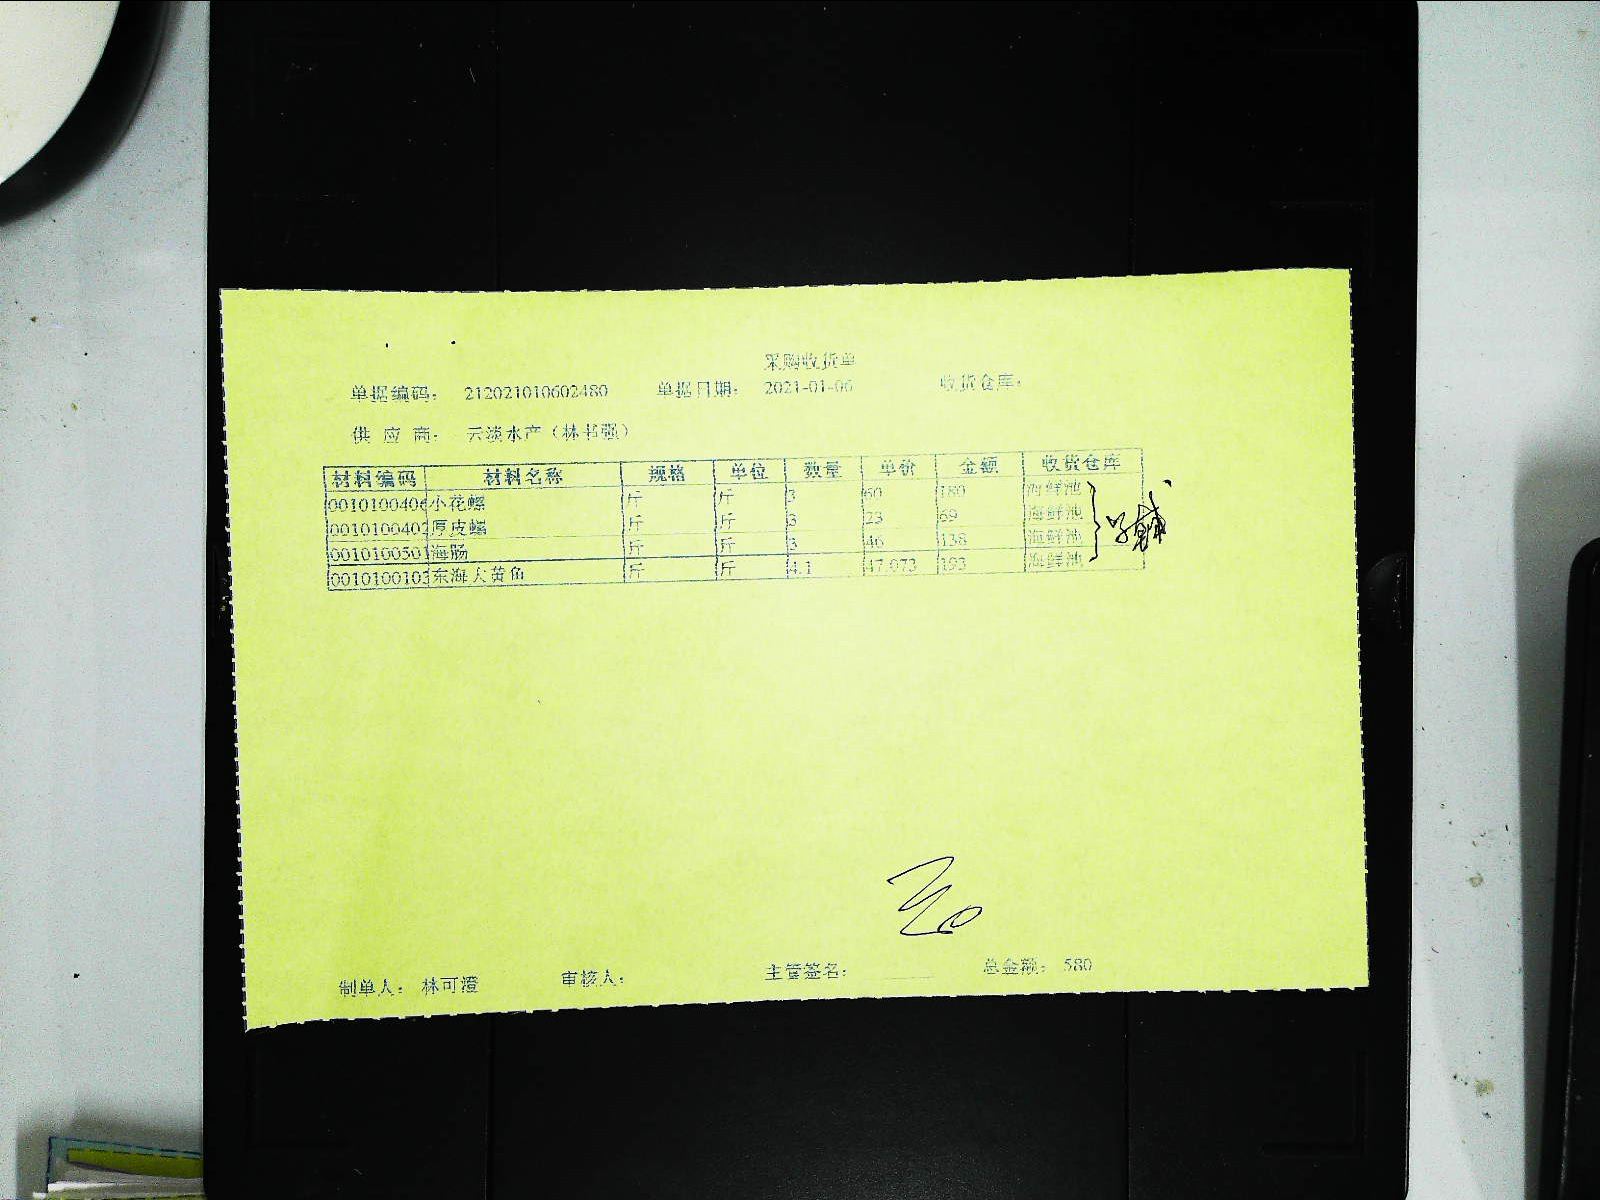 采购收货单
单据编码： 212021010602480 单据日期： 2021-01-06 收货仓库：
供 应 商： 云淡水产（林书强）
材料编码 材料名称 规格 单位 数量 单价 金额 收货仓库
0010100406 小花螺 斤 斤 3 60 180 海鲜池
0010100402 厚皮螺 斤 斤 3 23 69 海鲜池
0010100501 海肠 斤 斤 3 46 138 海鲜池
0010100103 东海大黄鱼 斤 斤 4.1 47.073 193 海鲜池
制单人： 林可澄 审核人： 主管签名： 总金额： 580